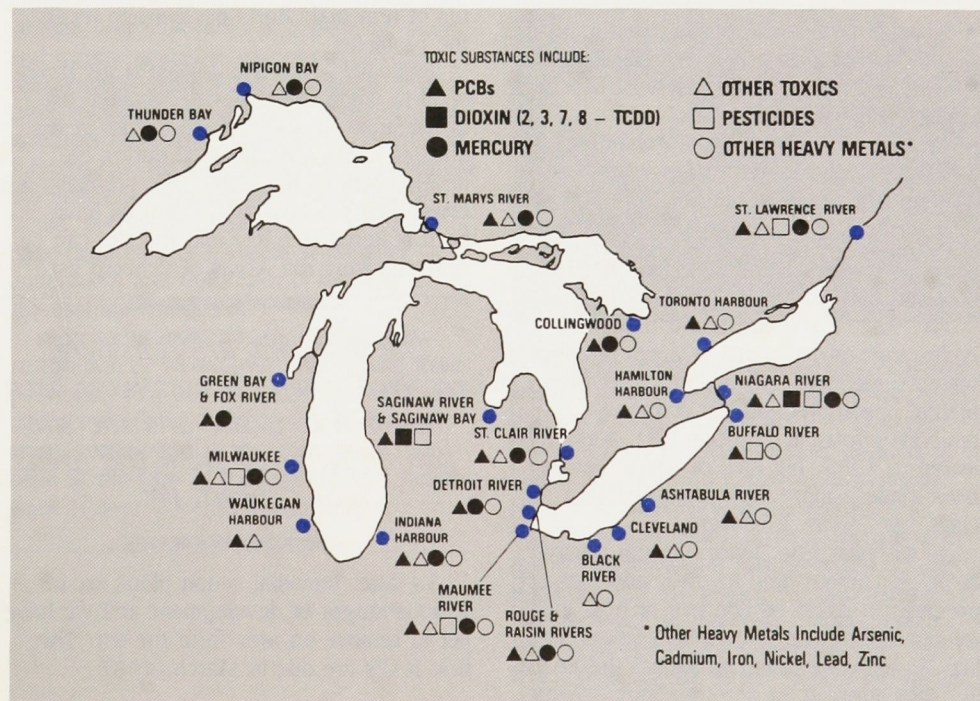 TOXIC SUBSTANCES INCLUDE:
PCBs
DIOXIN (2, 3, 7, 8 – TCDD)
MERCURY
OTHER TOXICS
PESTICIDES
OTHER HEAVY METALS*
NIPIGON BAY
THUNDER BAY
ST. MARYS RIVER
ST. LAWRENCE RIVER
TORONTO HARBOUR
COLLINGWOOD
HAMILTON
HARBOUR
NIAGARA RIVER
GREEN BAY
& FOX RIVER
SAGINAW RIVER
& SAGINAW BAY
BUFFALO RIVER
ST. CLAIR RIVER
MILWAUKEE
DETROIT RIVER
ASHTABULA RIVER
WAUKEGAN
HARBOUR
INDIANA
HARBOUR
CLEVELAND
BLACK
RIVER
MAUMEE
RIVER
ROUGE &
RAISIN RIVERS
* Other Heavy Metals Include Arsenic,
Cadmium, Iron, Nickel, Lead, Zinc